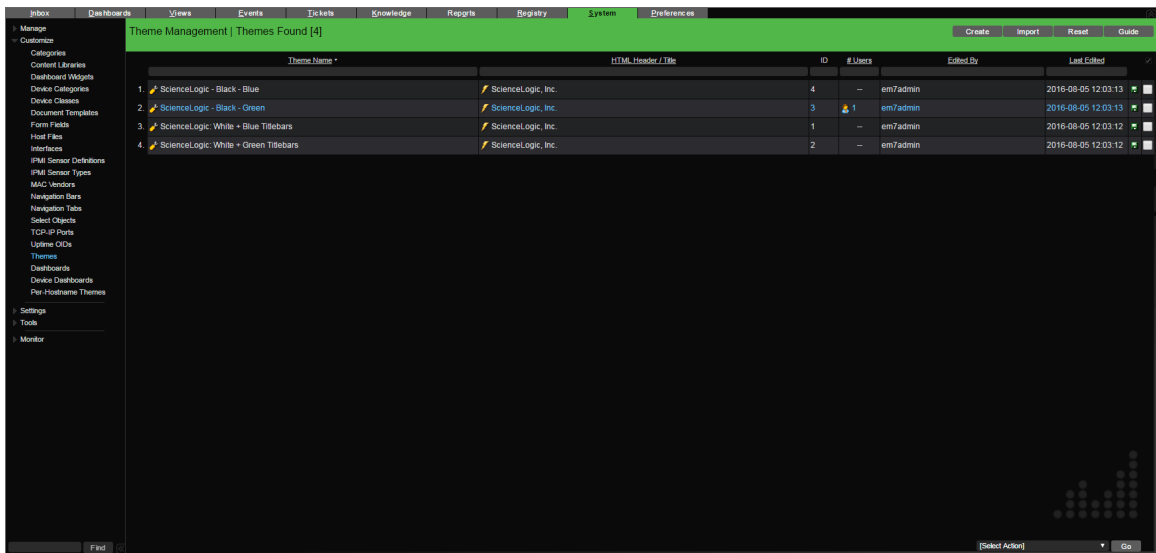 Inbox Dashboards Views Events Tickets Knowledge Reports Registry System Preferences
Manage
Customize
Categories
Content Libraries
Dashboard Widgets
Device Categories
Device Classes
Document Templates
Form Fields
Host Files
Interfaces
IPMI Sensor Definitions
IPMI Sensor Types
MAC Vendors
Navigation Bars
Navigation Tabs
Select Objects
TCP-IP Ports
Uptime OIDs
Themes
Dashboards
Device Dashboards
Per-Hostname Themes
Settings
Tools
Monitor
Find
Theme Management | Themes Found [4]
Create Import Reset Guide
Theme Name HTML Header / Title ID # Users Edited By Last Edited
1. ScienceLogic - Black - Blue ScienceLogic, Inc. 4 -- em7admin 2016-08-05 12:03:13
2. ScienceLogic - Black - Green ScienceLogic, Inc. 3 1 em7admin 2016-08-05 12:03:13
3. ScienceLogic: White + Blue Titlebars ScienceLogic, Inc. 1 -- em7admin 2016-08-05 12:03:12
4. ScienceLogic: White + Green Titlebars ScienceLogic, Inc. 2 -- em7admin 2016-08-05 12:03:12
[Select Action] Go